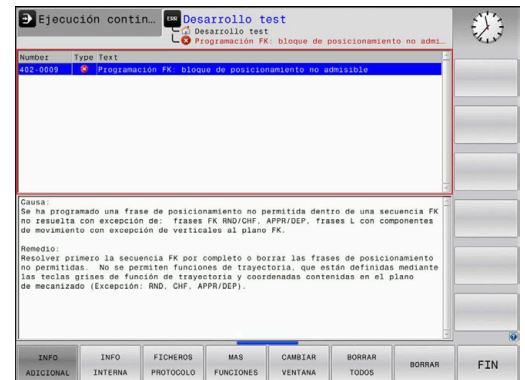 Ejecución contin…
ERR Desarrollo test
Desarrollo test
Programación FK: bloque de posicionamiento no admi…
Number Type Text
402-0009 Programación FK: bloque de posicionamiento no admisible
Causa:
Se ha programado una frase de posicionamiento no permitida dentro de una secuencia FK
no resuelta con excepción de: frases FK RND/CHF, APPR/DEP, frases L con componentes
de movimiento con excepción de verticales al plano FK.
Remedio:
Resolver primero la secuencia FK por completo o borrar las frases de posicionamiento
no permitidas. No se permiten funciones de trayectoria, que están definidas mediante
las teclas grises de función de trayectoria y coordenadas contenidas en el plano
de mecanizado (Excepción: RND, CHF, APPR/DEP).
INFO ADICIONAL
INFO INTERNA
FICHEROS PROTOCOLO
MAS FUNCIONES
CAMBIAR VENTANA
BORRAR TODOS
BORRAR
FIN